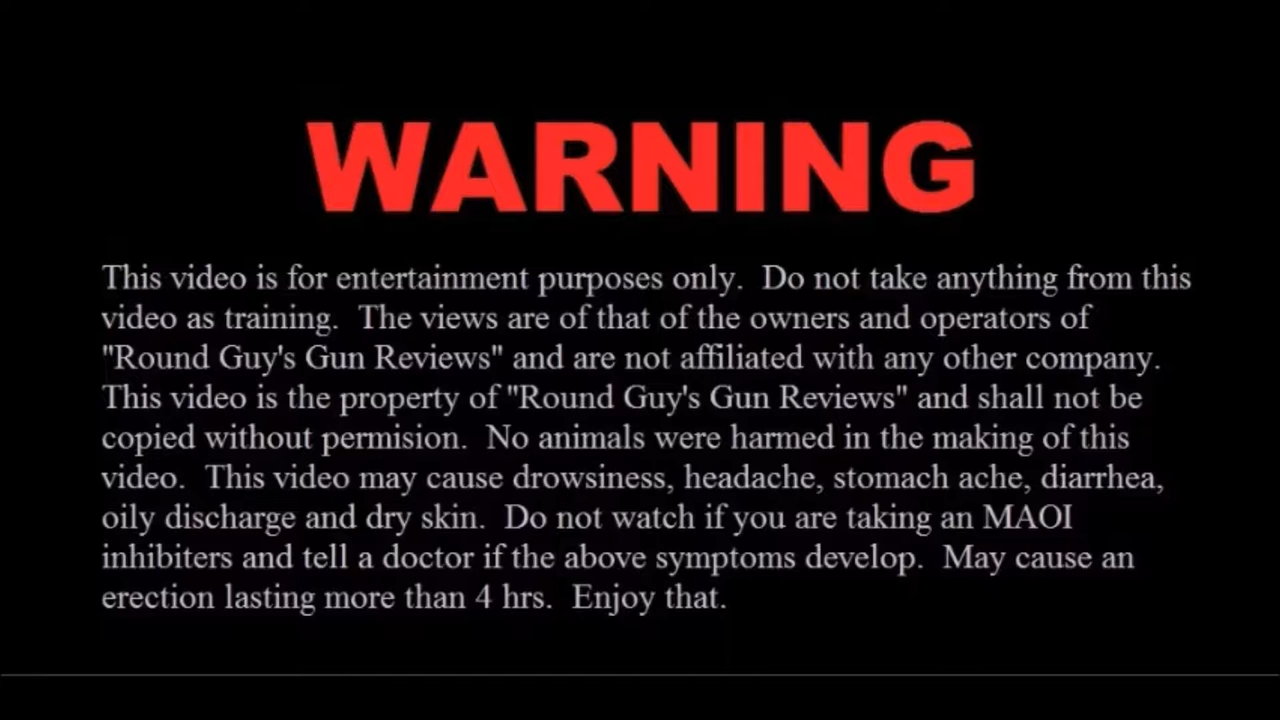 WARNING
This video is for entertainment purposes only.  Do not take anything from this
video as training.  The views are of that of the owners and operators of
"Round Guy's Gun Reviews" and are not affiliated with any other company.
This video is the property of "Round Guy's Gun Reviews" and shall not be
copied without permision.  No animals were harmed in the making of this
video.  This video may cause drowsiness, headache, stomach ache, diarrhea,
oily discharge and dry skin.  Do not watch if you are taking an MAOI
inhibiters and tell a doctor if the above symptoms develop.  May cause an
erection lasting more than 4 hrs.  Enjoy that.